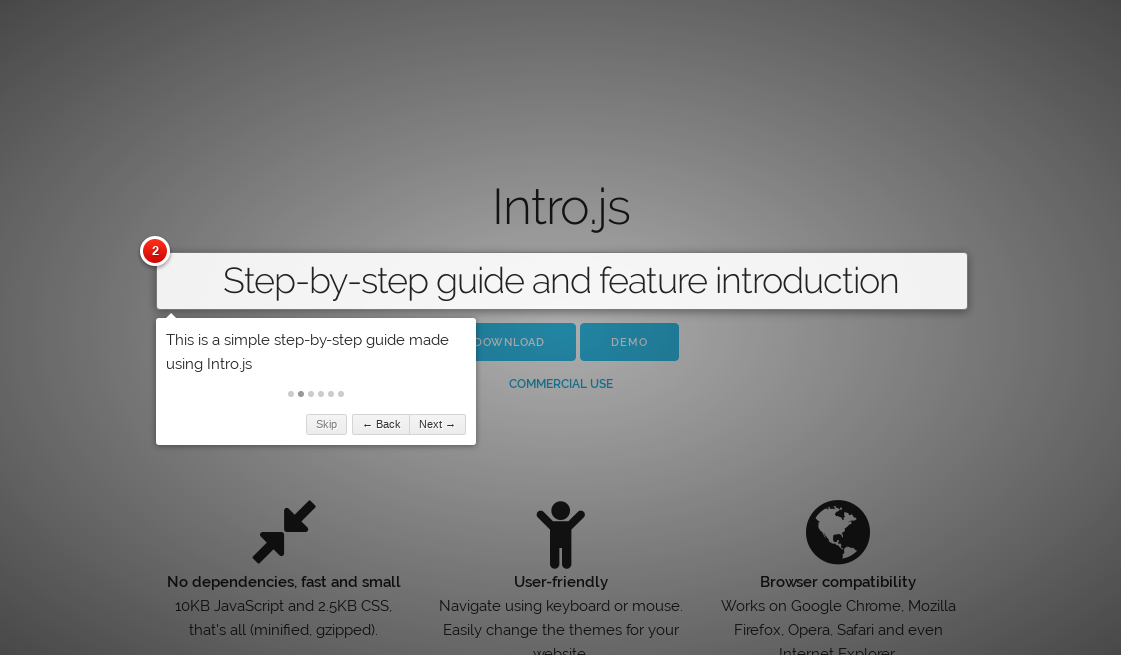 Intro.js
2
Step-by-step guide and feature introduction
This is a simple step-by-step guide made
using Intro.js
Skip
← Back
Next →
DOWNLOAD
DEMO
COMMERCIAL USE
No dependencies, fast and small
10KB JavaScript and 2.5KB CSS,
that's all (minified, gzipped).
User-friendly
Navigate using keyboard or mouse.
Easily change the themes for your
website.
Browser compatibility
Works on Google Chrome, Mozilla
Firefox, Opera, Safari and even
Internet Explorer.